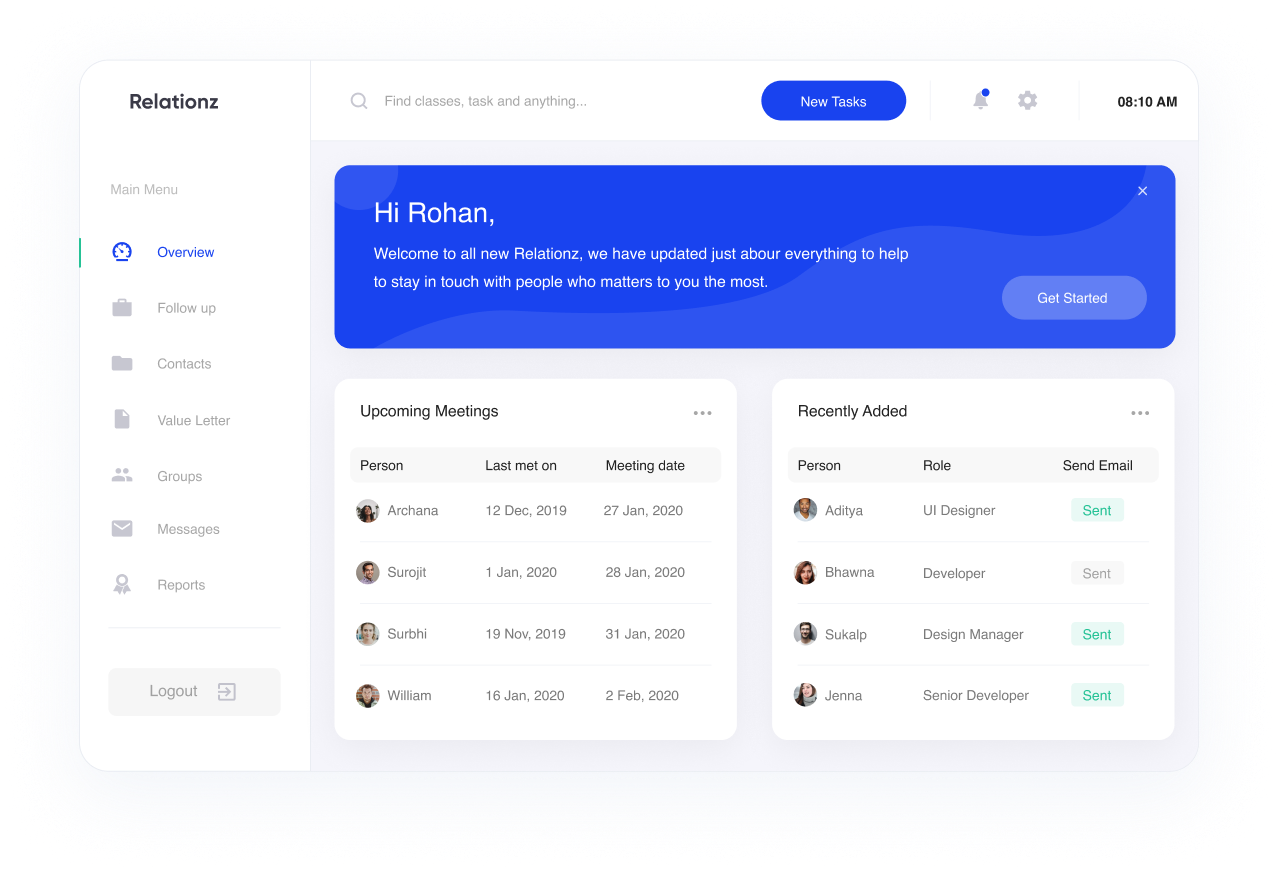 Relationz
Find classes, task and anything...
New Tasks
08:10 AM
Main Menu
Overview
Follow up
Contacts
Value Letter
Groups
Messages
Reports
Logout
Hi Rohan,
Welcome to all new Relationz, we have updated just abour everything to help
to stay in touch with people who matters to you the most.
Get Started
Upcoming Meetings
Person Last met on Meeting date
Archana 12 Dec, 2019 27 Jan, 2020
Surojit 1 Jan, 2020 28 Jan, 2020
Surbhi 19 Nov, 2019 31 Jan, 2020
William 16 Jan, 2020 2 Feb, 2020
Recently Added
Person Role Send Email
Aditya UI Designer Sent
Bhawna Developer Sent
Sukalp Design Manager Sent
Jenna Senior Developer Sent